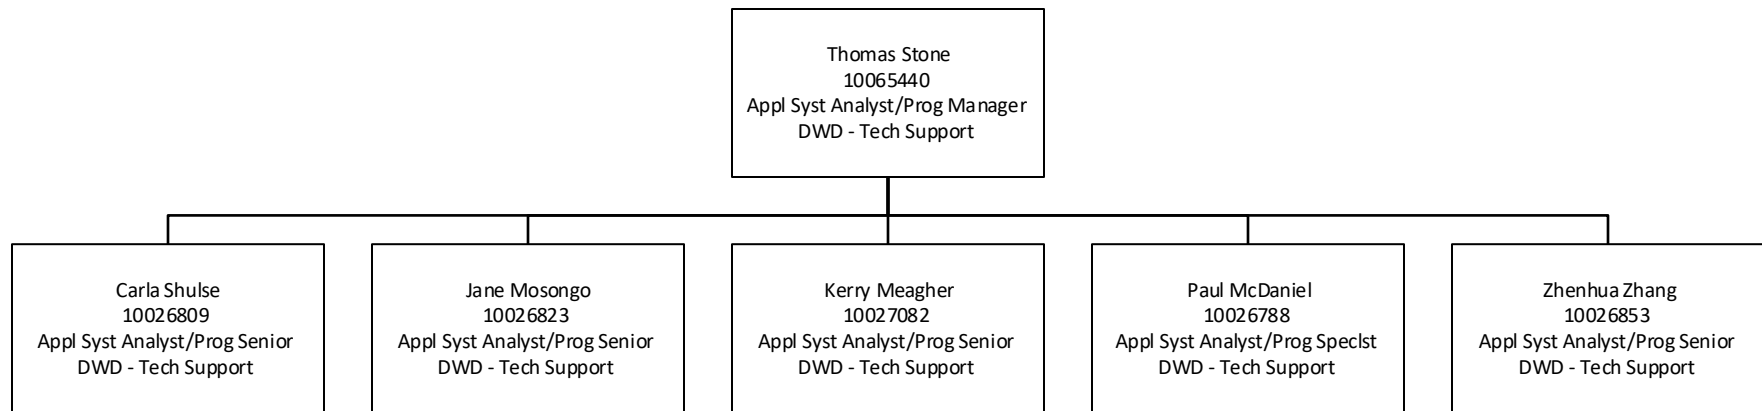 Thomas Stone
10065440
Appl Syst Analyst/Prog Manager
DWD - Tech Support
Carla Shulse
10026809
Appl Syst Analyst/Prog Senior
DWD - Tech Support
Jane Mosongo
10026823
Appl Syst Analyst/Prog Senior
DWD - Tech Support
Kerry Meagher
10027082
Appl Syst Analyst/Prog Senior
DWD - Tech Support
Paul McDaniel
10026788
Appl Syst Analyst/Prog Speclst
DWD - Tech Support
Zhenhua Zhang
10026853
Appl Syst Analyst/Prog Senior
DWD - Tech Support